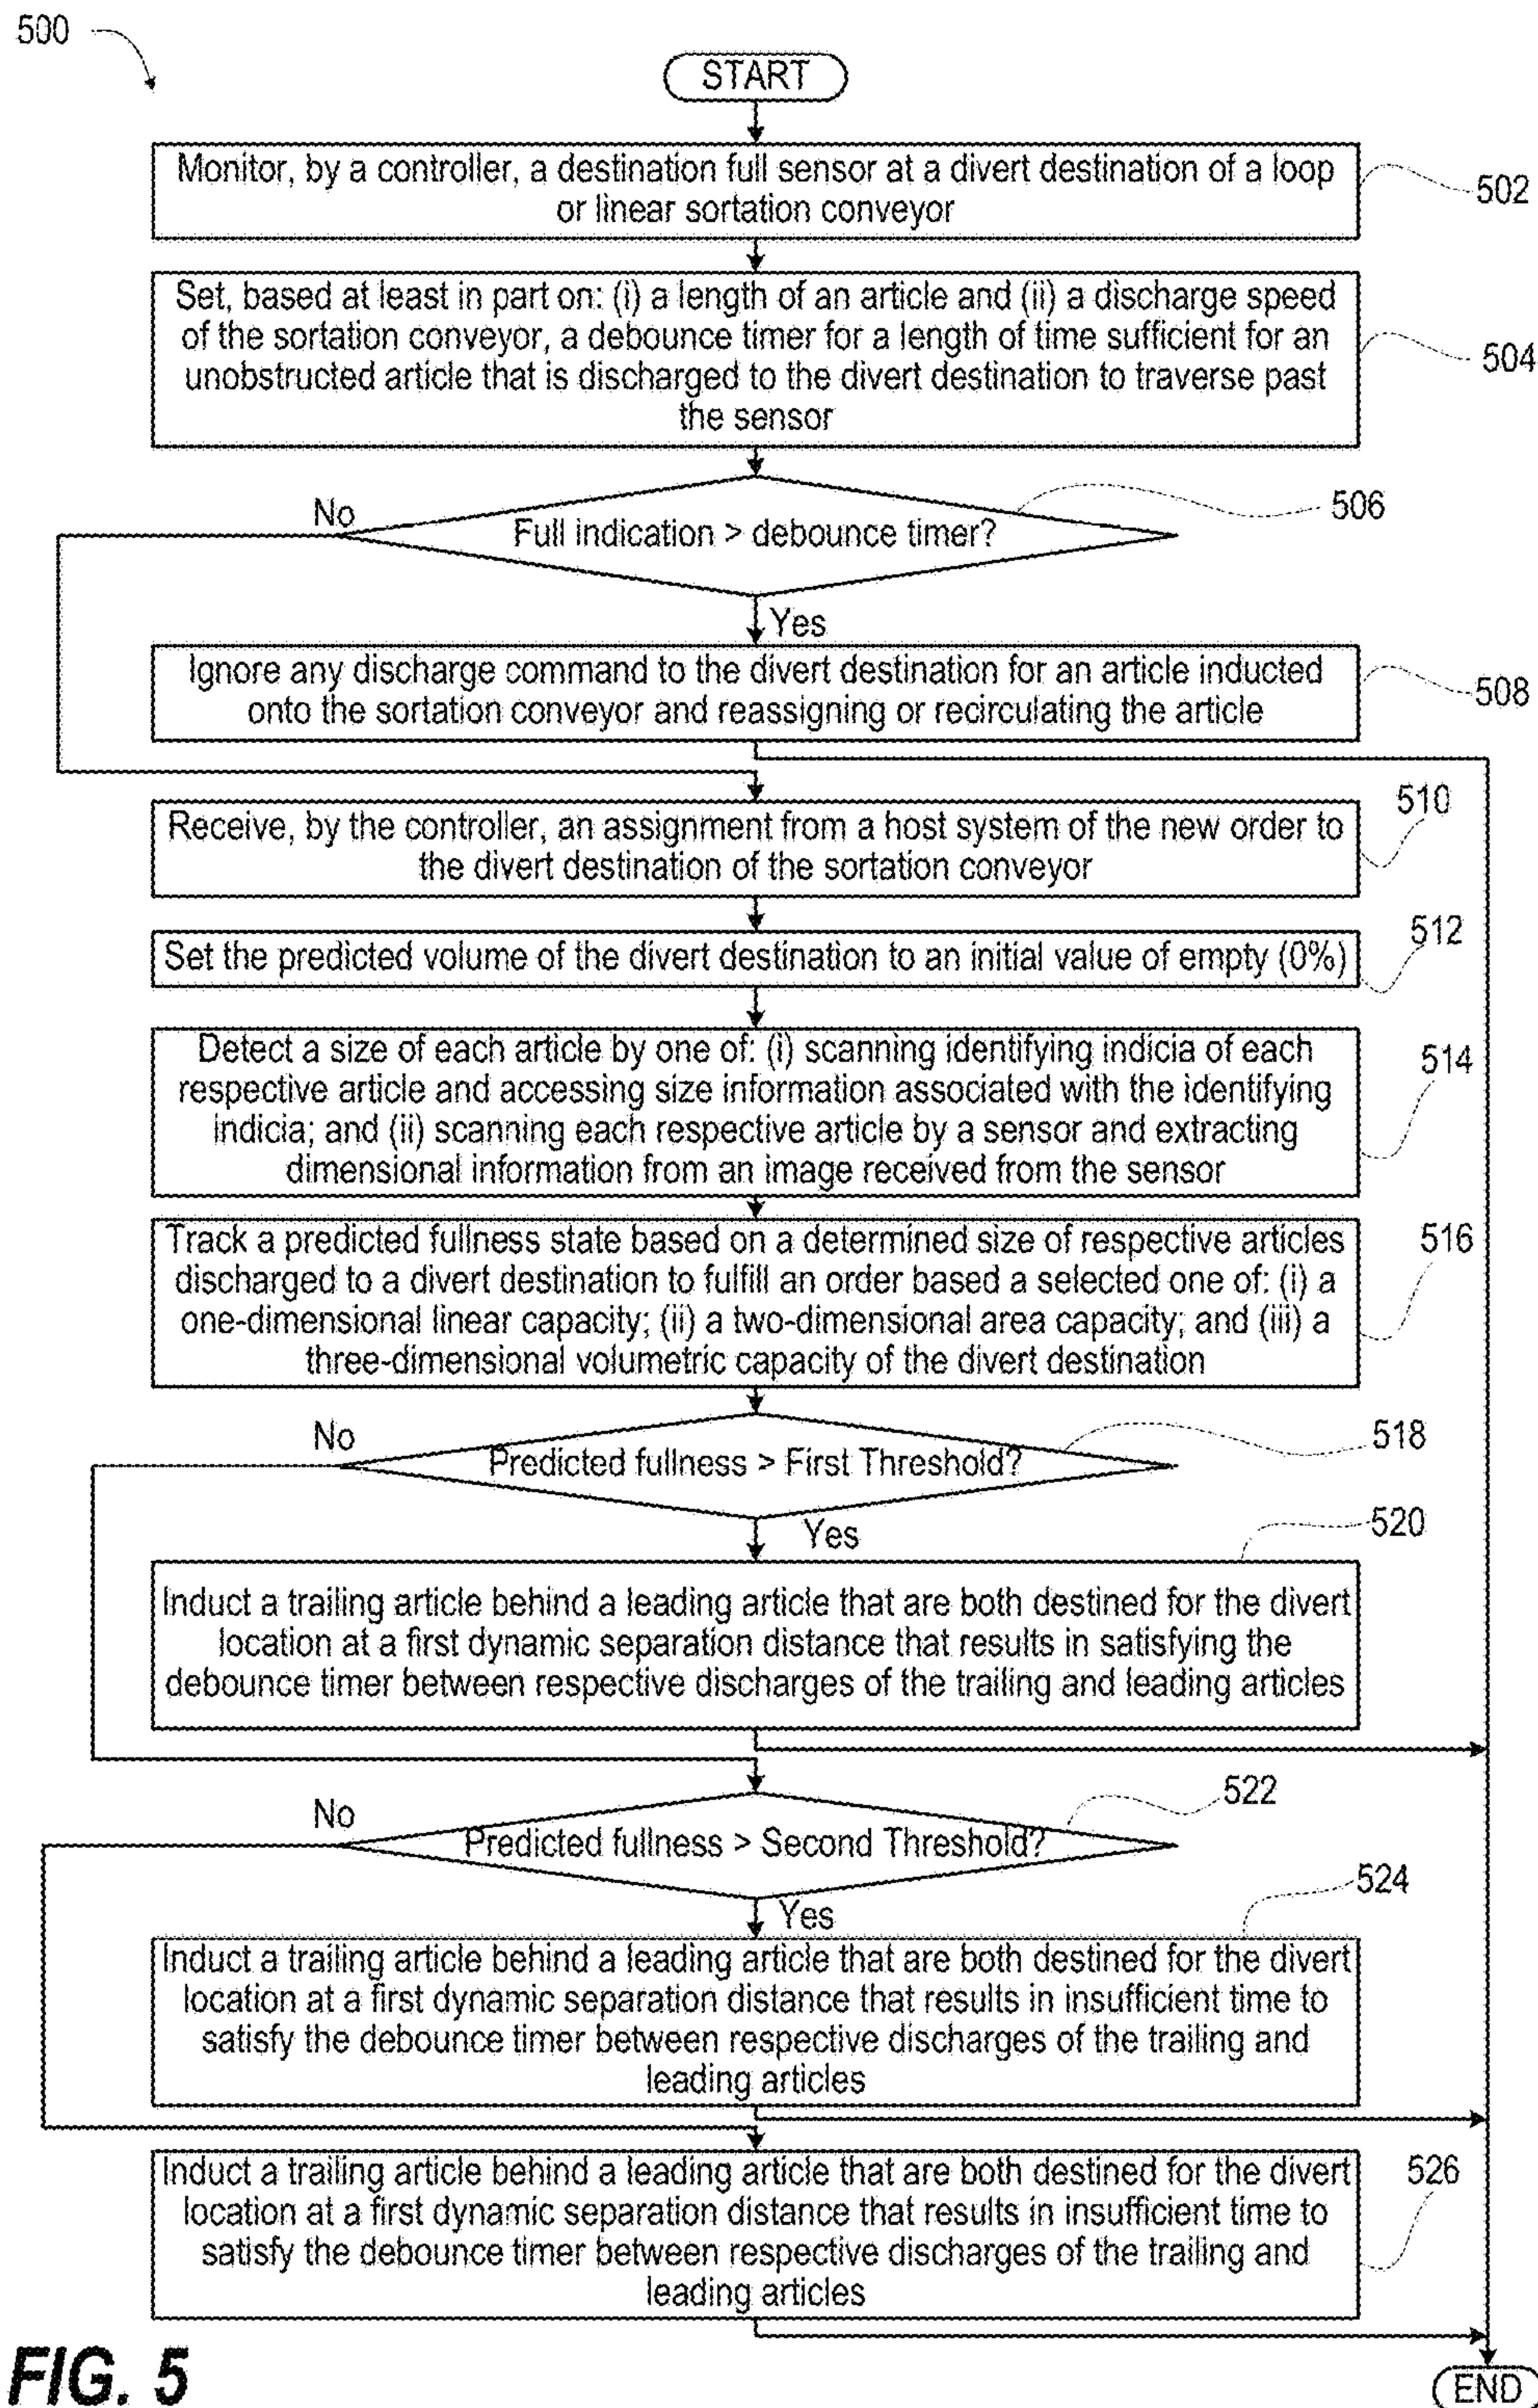 500
START
Monitor, by a controller, a destination full sensor at a divert destination of a loop
or linear sortation conveyor
502
Set, based at least in part on: (i) a length of an article and (ii) a discharge speed
of the sortation conveyor, a debounce timer for a length of time sufficient for an
unobstructed article that is discharged to the divert destination to traverse past
the sensor
504
No
Full indication > debounce timer?
506
Yes
Ignore any discharge command to the divert destination for an article inducted
onto the sortation conveyor and reassigning or recirculating the article
508
Receive, by the controller, an assignment from a host system of the new order to
the divert destination of the sortation conveyor
510
Set the predicted volume of the divert destination to an initial value of empty (0%)
512
Detect a size of each article by one of: (i) scanning identifying indicia of each
respective article and accessing size information associated with the identifying
indicia; and (ii) scanning each respective article by a sensor and extracting
dimensional information from an image received from the sensor
514
Track a predicted fullness state based on a determined size of respective articles
discharged to a divert destination to fulfill an order based a selected one of: (i) a
one-dimensional linear capacity; (ii) a two-dimensional area capacity; and (iii) a
three-dimensional volumetric capacity of the divert destination
516
No
Predicted fullness > First Threshold?
518
Yes
520
Induct a trailing article behind a leading article that are both destined for the divert
location at a first dynamic separation distance that results in satisfying the
debounce timer between respective discharges of the trailing and leading articles
No
Predicted fullness > Second Threshold?
522
Yes
524
Induct a trailing article behind a leading article that are both destined for the divert
location at a first dynamic separation distance that results in insufficient time to
satisfy the debounce timer between respective discharges of the trailing and
leading articles
Induct a trailing article behind a leading article that are both destined for the divert
location at a first dynamic separation distance that results in insufficient time to
satisfy the debounce timer between respective discharges of the trailing and
leading articles
526
FIG. 5
END